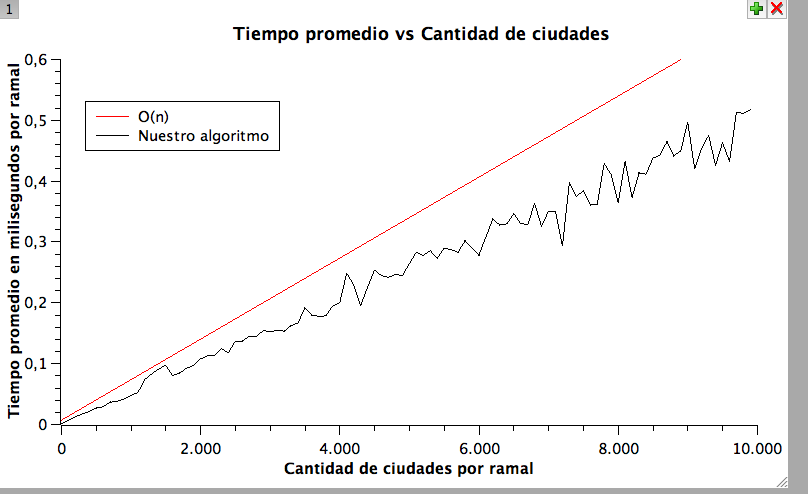 1
Tiempo promedio vs Cantidad de ciudades
Tiempo promedio en milisegundos por ramal
0,6
0,5
0,4
0,3
0,2
0,1
0
O(n)
Nuestro algoritmo
0 2.000 4.000 6.000 8.000 10.000
Cantidad de ciudades por ramal